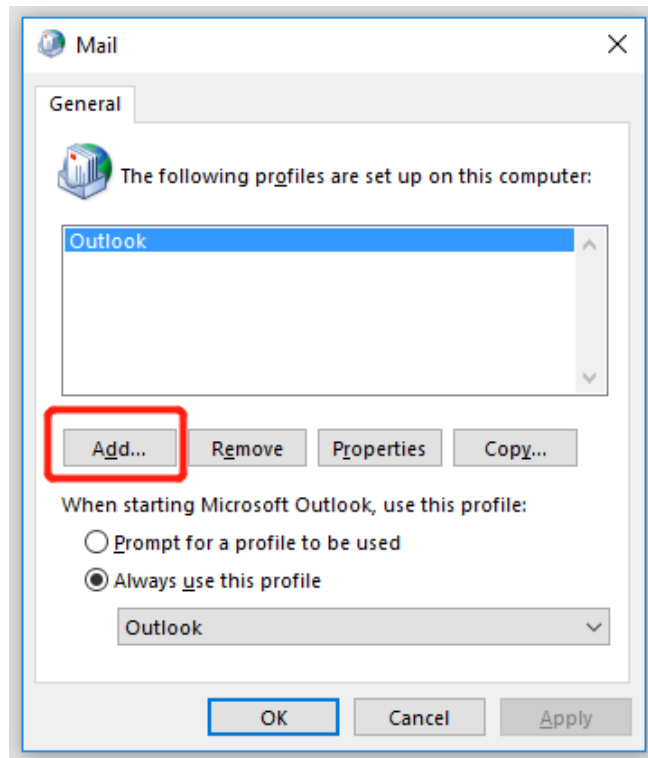 Mail
General
The following profiles are set up on this computer:
Outlook
Add... Remove Properties Copy...
When starting Microsoft Outlook, use this profile:
Prompt for a profile to be used
Always use this profile
Outlook
OK Cancel Apply